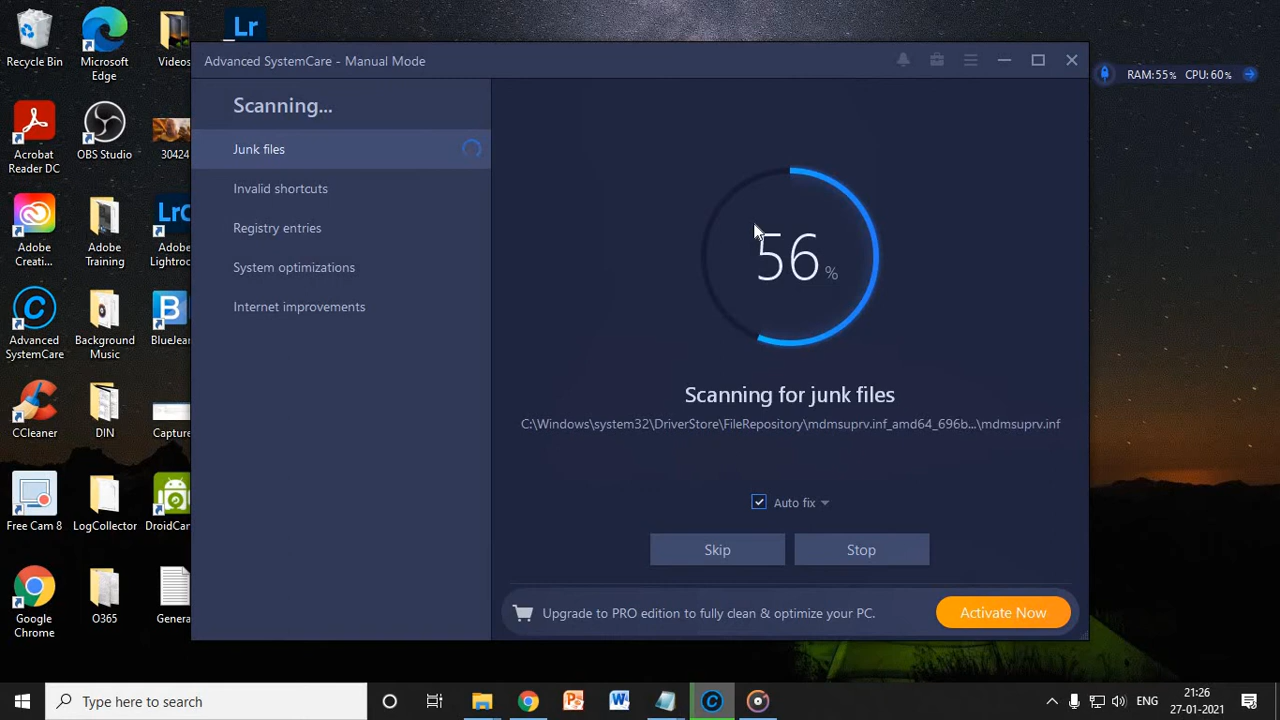 Lr
Recycle Bin
Microsoft
Edge
Videos
Acrobat
Reader DC
OBS Studio
30424
Adobe
Creati...
Adobe
Training
LrC
Adobe
Lightroo
Advanced
SystemCare
Background
Music
B
BlueJean
CCleaner
DIN
Capture
Free Cam 8
LogCollector
DroidCam
Google
Chrome
O365
Genera
Advanced SystemCare - Manual Mode
Scanning...
Junk files
Invalid shortcuts
Registry entries
System optimizations
Internet improvements
56 %
Scanning for junk files
C:\Windows\system32\DriverStore\FileRepository\mdmsuprv.inf_amd64_696b...\mdmsuprv.inf
Auto fix
Skip
Stop
Upgrade to PRO edition to fully clean & optimize your PC.
Activate Now
RAM:55% CPU:60%
Type here to search
ENG
21:26
27-01-2021